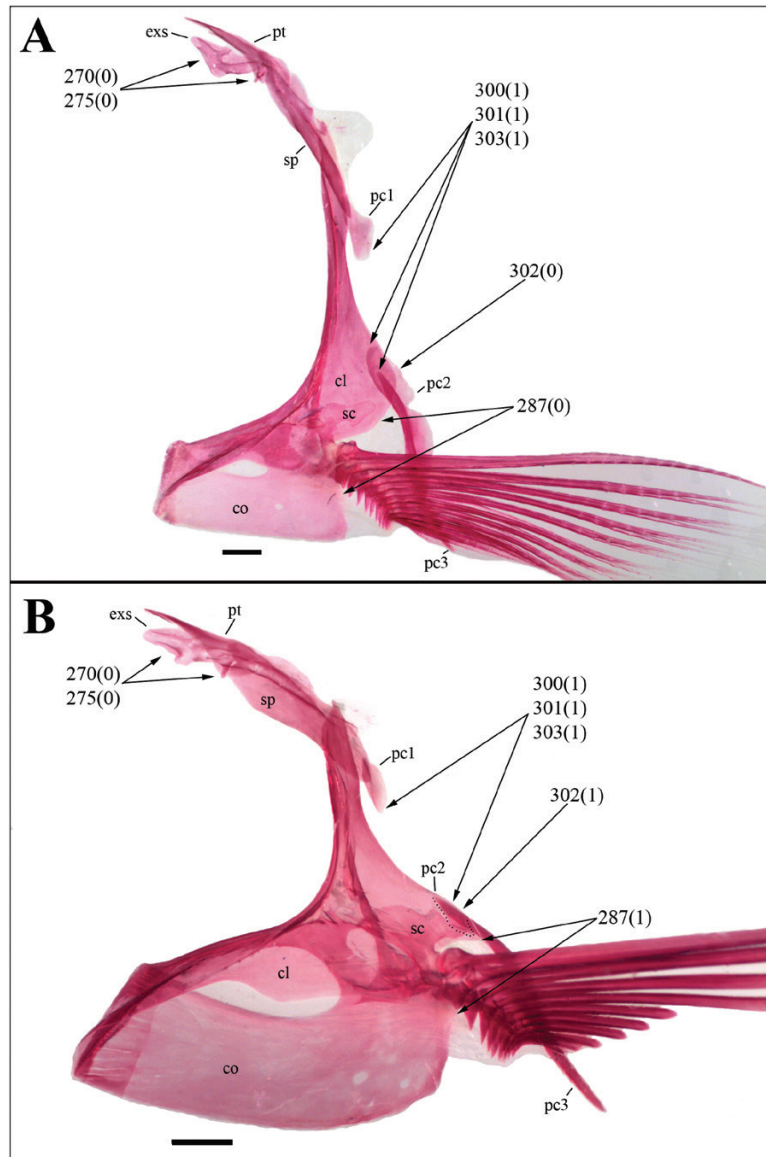 A
exs
pt
270(0)
275(0)
300(1)
301(1)
303(1)
sp
pc1
302(0)
cl
pc2
sc
287(0)
co
pc3
B
exs
pt
270(0)
275(0)
sp
300(1)
301(1)
303(1)
pc1
302(1)
pc2
sc
287(1)
cl
co
pc3